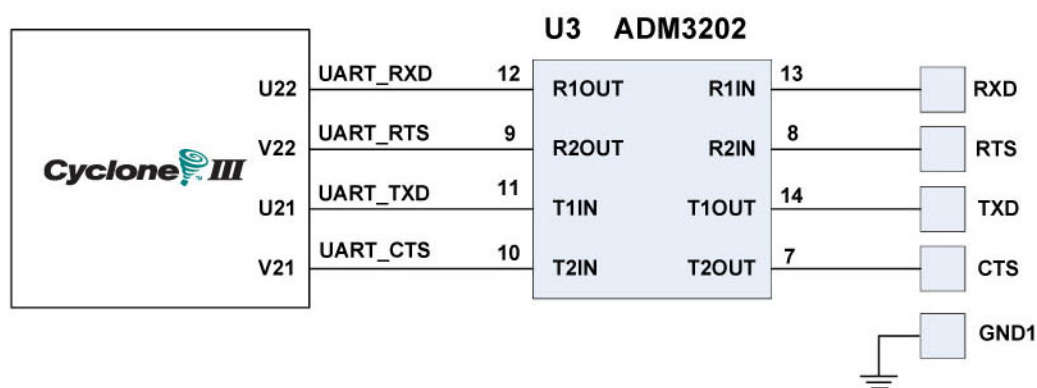 U3 ADM3202
U22 UART_RXD 12 R1OUT R1IN 13 RXD
V22 UART_RTS 9 R2OUT R2IN 8 RTS
Cyclone III
U21 UART_TXD 11 T1IN T1OUT 14 TXD
V21 UART_CTS 10 T2IN T2OUT 7 CTS
GND1